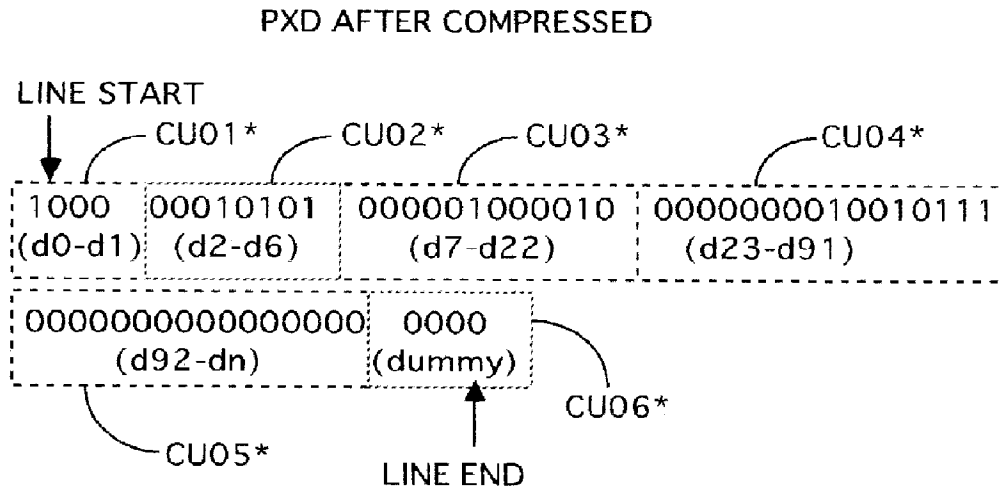 PXD AFTER COMPRESSED
LINE START
CU01* CU02* CU03* CU04*
1000 00010101 000001000010 0000000010010111
(d0-d1) (d2-d6) (d7-d22) (d23-d91)
0000000000000000 0000
(d92-dn) (dummy)
CU06*
CU05*
LINE END